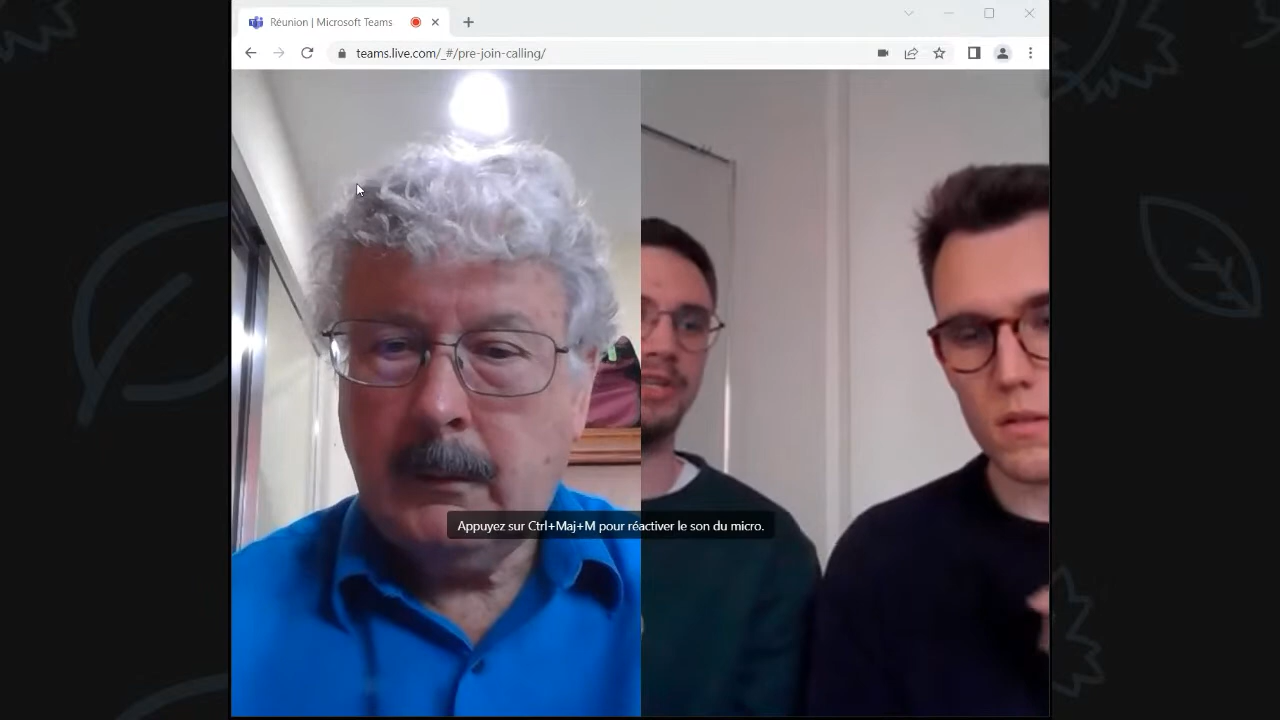 Réunion | Microsoft Teams
teams.live.com/_#/pre-join-calling/
Appuyez sur Ctrl+Maj+M pour réactiver le son du micro.